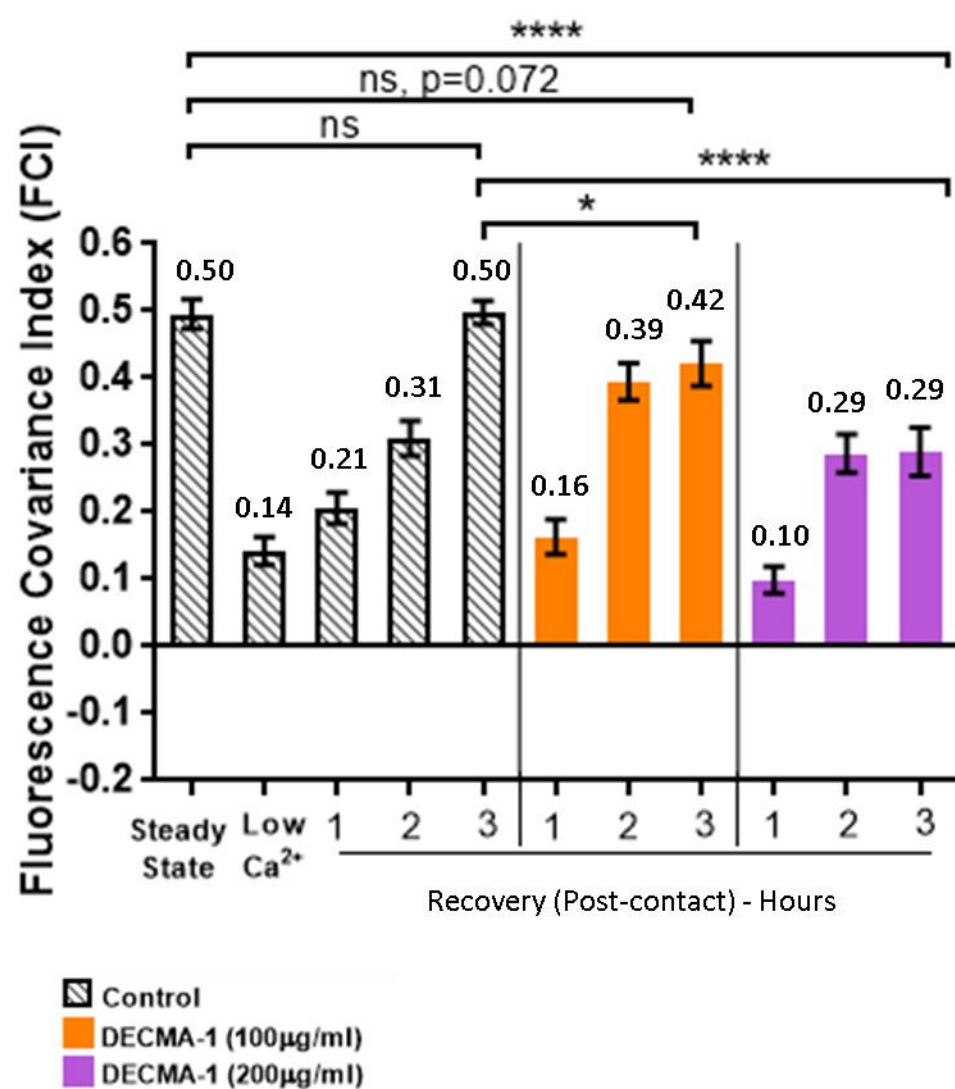 ****
ns, p=0.072
ns
****
*
Fluorescence Covariance Index (FCI)
0.6
0.5
0.4
0.3
0.2
0.1
0.0
-0.1
-0.2
0.50
0.14
0.21
0.31
0.50
0.16
0.39
0.42
0.10
0.29
0.29
Steady State
Low Ca²⁺
1 2 3 1 2 3 1 2 3
Recovery (Post-contact) - Hours
Control
DECMA-1 (100µg/ml)
DECMA-1 (200µg/ml)